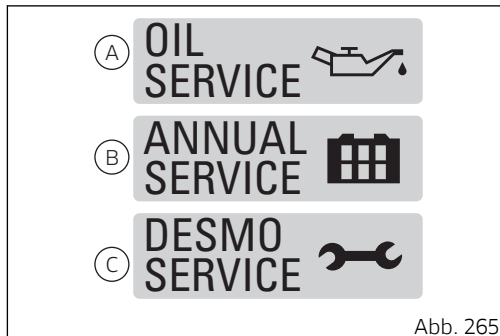 A
OIL
SERVICE
B
ANNUAL
SERVICE
C
DESMO
SERVICE
Abb. 265